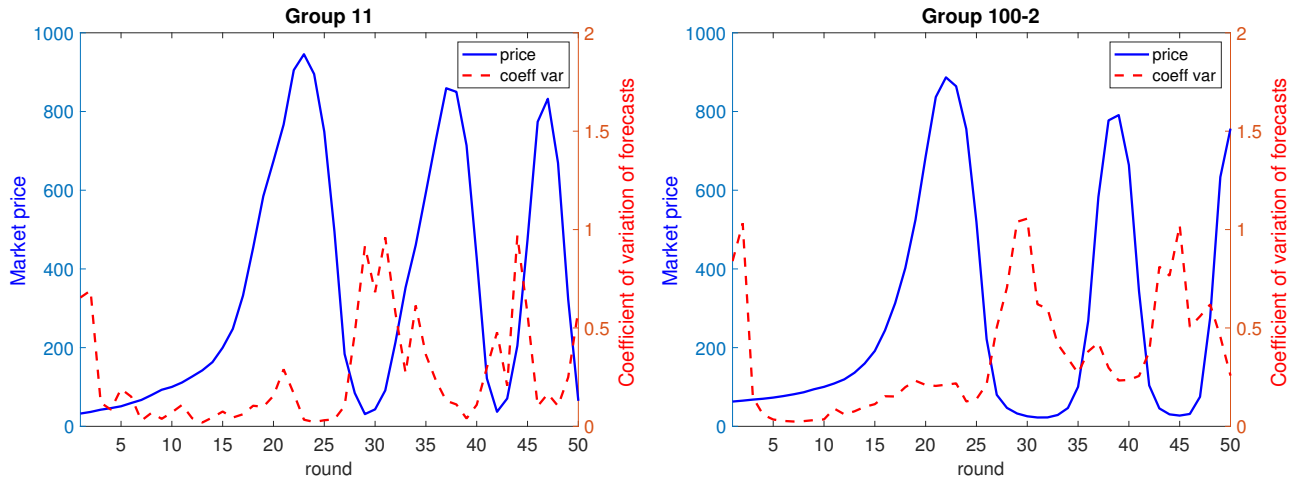 Group 11
1000
800
600
400
200
0
Market price
5 10 15 20 25 30 35 40 45 50
round
2
1.5
1
0.5
0
Coefficient of variation of forecasts
price
coeff var
Group 100-2
1000
800
600
400
200
0
Market price
5 10 15 20 25 30 35 40 45 50
round
2
1.5
1
0.5
0
Coefficient of variation of forecasts
price
coeff var